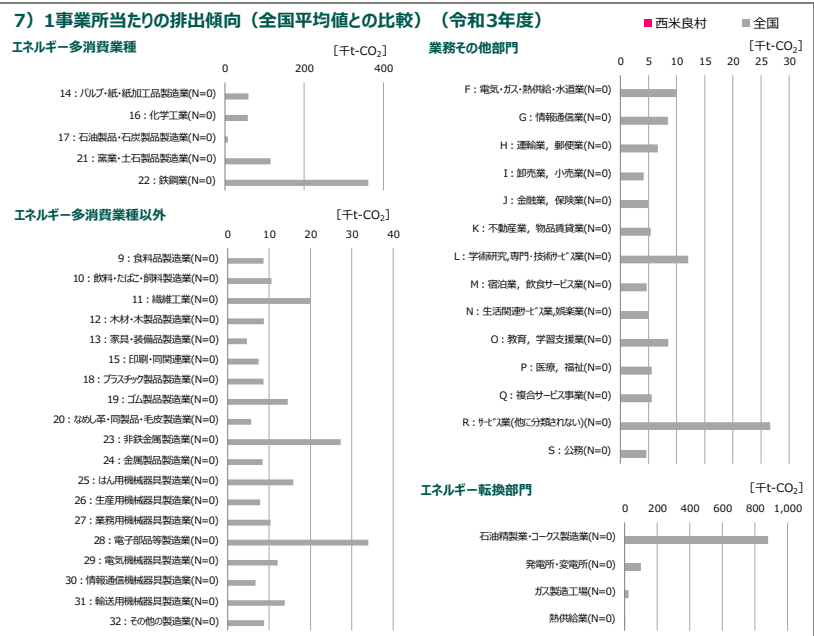 7）1事業所当たりの排出傾向（全国平均値との比較）（令和3年度）
■西米良村 ■全国
エネルギー多消費業種
[千t-CO₂]
0 200 400
14：パルプ・紙・紙加工品製造業(N=0)
16：化学工業(N=0)
17：石油製品・石炭製品製造業(N=0)
21：窯業・土石製品製造業(N=0)
22：鉄鋼業(N=0)
エネルギー多消費業種以外
[千t-CO₂]
0 10 20 30 40
9：食料品製造業(N=0)
10：飲料・たばこ・飼料製造業(N=0)
11：繊維工業(N=0)
12：木材・木製品製造業(N=0)
13：家具・装備品製造業(N=0)
15：印刷・同関連業(N=0)
18：プラスチック製品製造業(N=0)
19：ゴム製品製造業(N=0)
20：なめし革・同製品・毛皮製造業(N=0)
23：非鉄金属製造業(N=0)
24：金属製品製造業(N=0)
25：はん用機械器具製造業(N=0)
26：生産用機械器具製造業(N=0)
27：業務用機械器具製造業(N=0)
28：電子部品等製造業(N=0)
29：電気機械器具製造業(N=0)
30：情報通信機械器具製造業(N=0)
31：輸送用機械器具製造業(N=0)
32：その他の製造業(N=0)
業務その他部門
[千t-CO₂]
0 5 10 15 20 25 30
F：電気・ガス・熱供給・水道業(N=0)
G：情報通信業(N=0)
H：運輸業，郵便業(N=0)
I：卸売業，小売業(N=0)
J：金融業，保険業(N=0)
K：不動産業，物品賃貸業(N=0)
L：学術研究,専門・技術ｻｰﾋﾞｽ業(N=0)
M：宿泊業，飲食サービス業(N=0)
N：生活関連ｻｰﾋﾞｽ業,娯楽業(N=0)
O：教育，学習支援業(N=0)
P：医療，福祉(N=0)
Q：複合サービス事業(N=0)
R：ｻｰﾋﾞｽ業(他に分類されない)(N=0)
S：公務(N=0)
エネルギー転換部門
[千t-CO₂]
0 200 400 600 800 1,000
石油精製業・コークス製造業(N=0)
発電所・変電所(N=0)
ガス製造工場(N=0)
熱供給業(N=0)